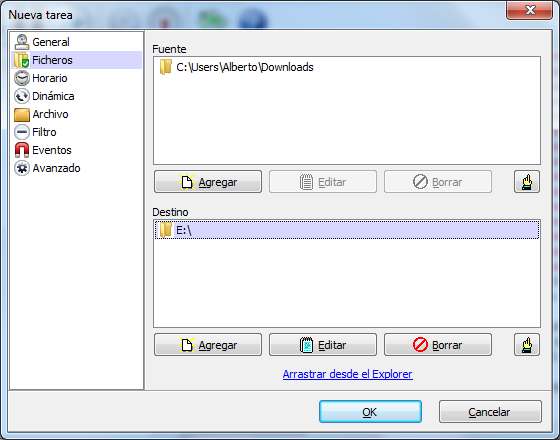 Nueva tarea
General
Ficheros
Horario
Dinámica
Archivo
Filtro
Eventos
Avanzado
Fuente
C:\Users\Alberto\Downloads
Agregar
Editar
Borrar
Destino
E:\
Agregar
Editar
Borrar
Arrastrar desde el Explorer
OK
Cancelar